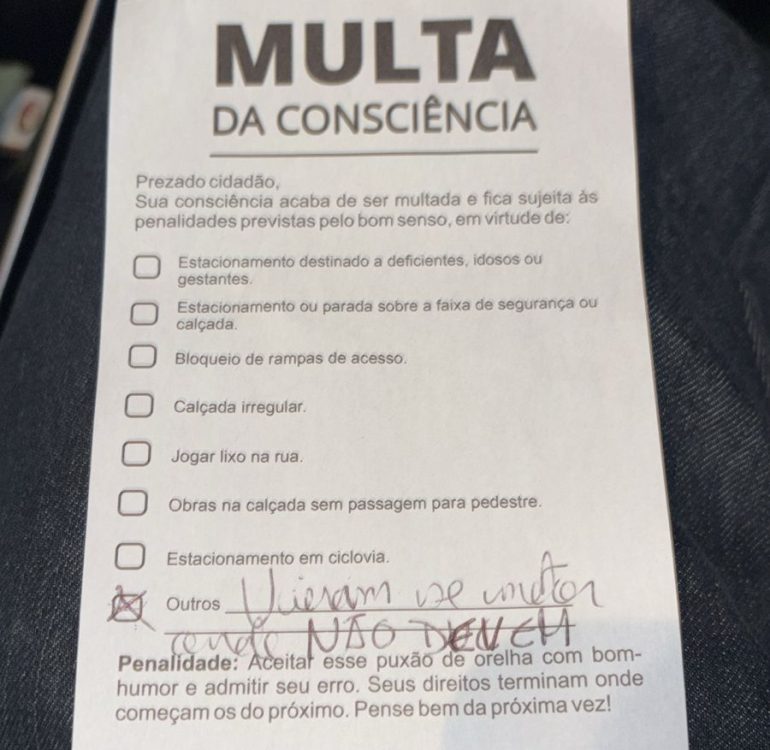 MULTA
DA CONSCIÊNCIA
Prezado cidadão,
Sua consciência acaba de ser multada e fica sujeita às
penalidades previstas pelo bom senso, em virtude de:
Estacionamento destinado a deficientes, idosos ou
gestantes.
Estacionamento ou parada sobre a faixa de segurança ou
calçada.
Bloqueio de rampas de acesso.
Calçada irregular.
Jogar lixo na rua.
Obras na calçada sem passagem para pedestre.
Estacionamento em ciclovia.
Outros Vieram se meter
onde NÃO DEVEM
Penalidade: Aceitar esse puxão de orelha com bom-
humor e admitir seu erro. Seus direitos terminam onde
começam os do próximo. Pense bem da próxima vez!